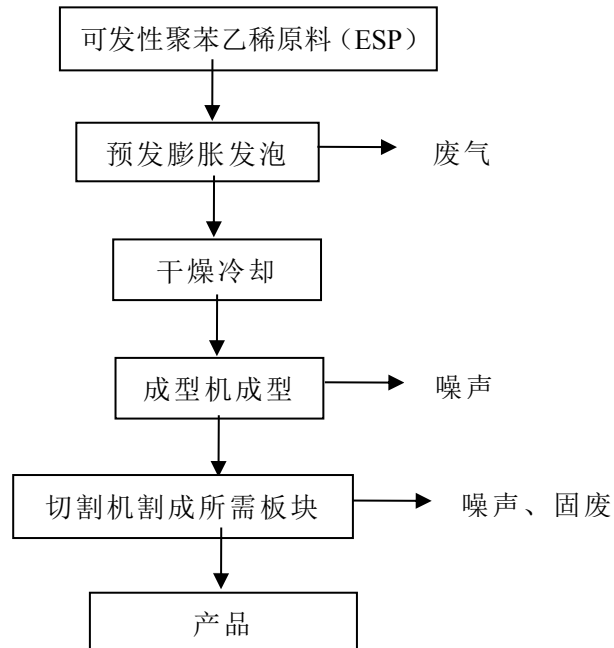 可发性聚苯乙稀原料（ESP）
预发膨胀发泡
废气
干燥冷却
成型机成型
噪声
切割机割成所需板块
噪声、固废
产品